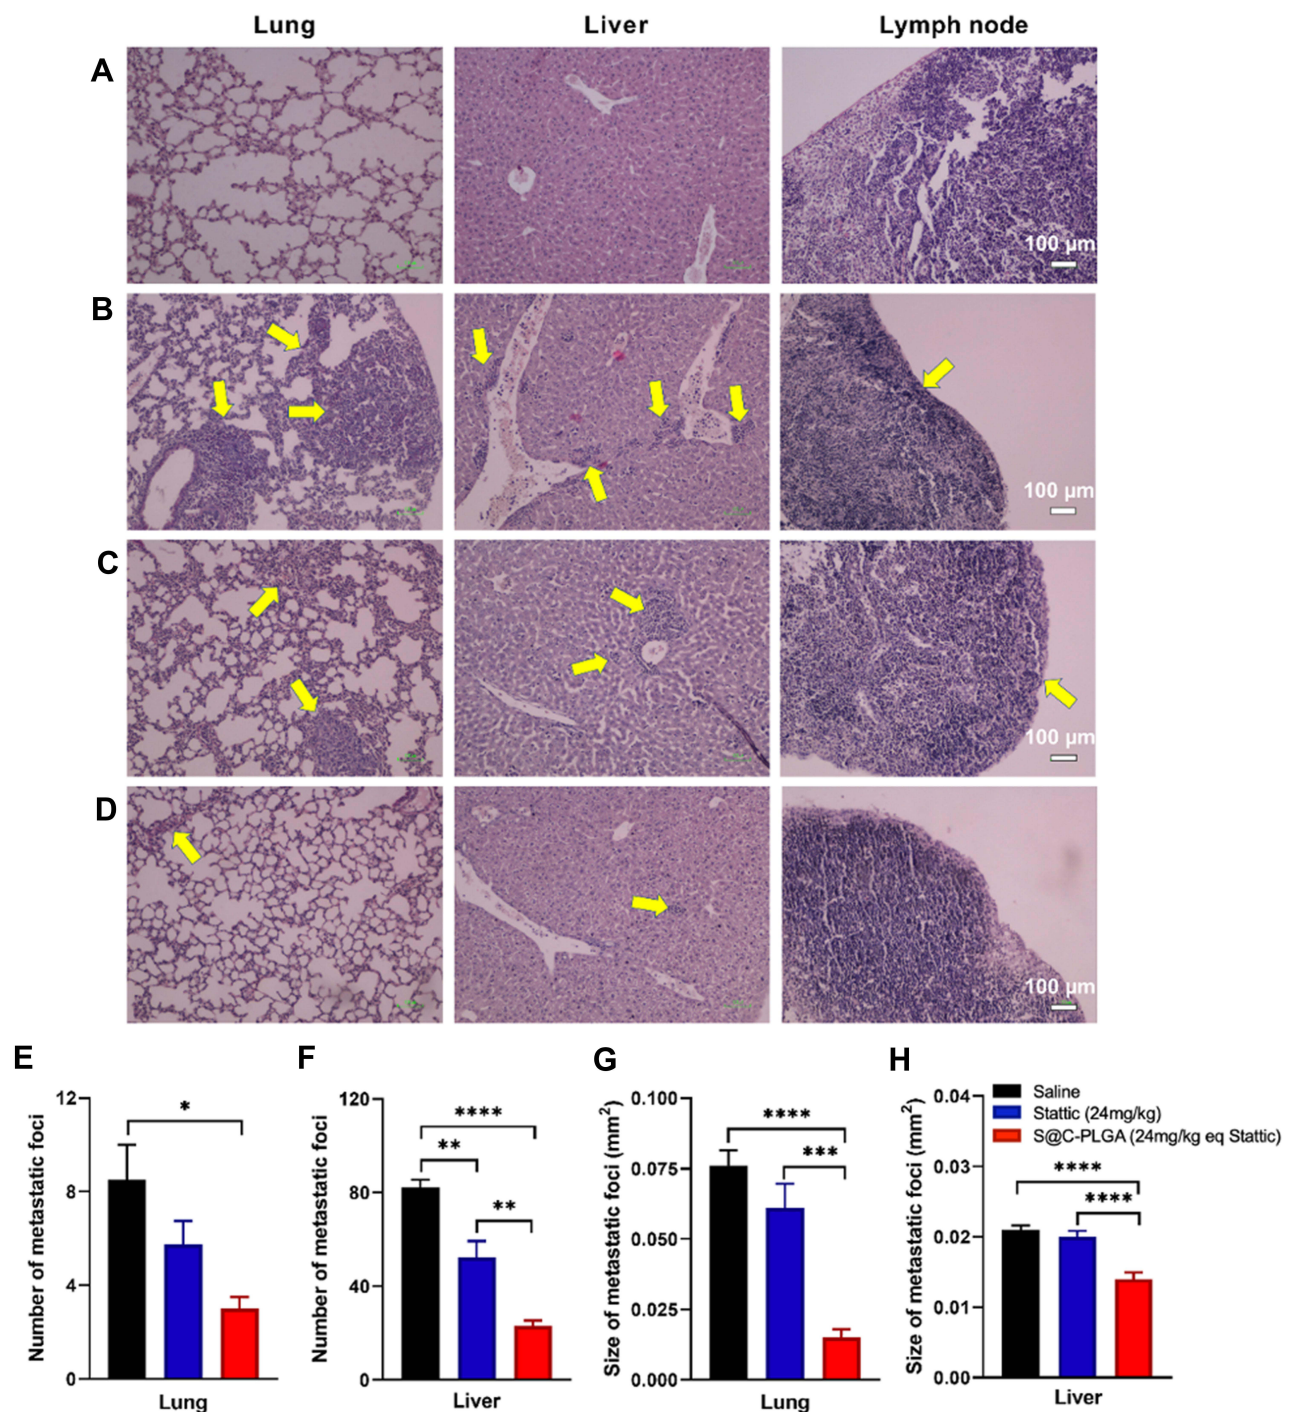 Lung Liver Lymph node
A
100 µm
B
100 µm
C
100 µm
D
100 µm
E
F
G
H
Number of metastatic foci
12
8
4
0
*
Lung
Number of metastatic foci
120
80
40
0
****
**
**
Liver
Size of metastatic foci (mm²)
0.100
0.075
0.050
0.025
0.000
****
***
Lung
Size of metastatic foci (mm²)
0.04
0.03
0.02
0.01
0.00
Saline
Stattic (24mg/kg)
S@C-PLGA (24mg/kg eq Stattic)
****
****
Liver